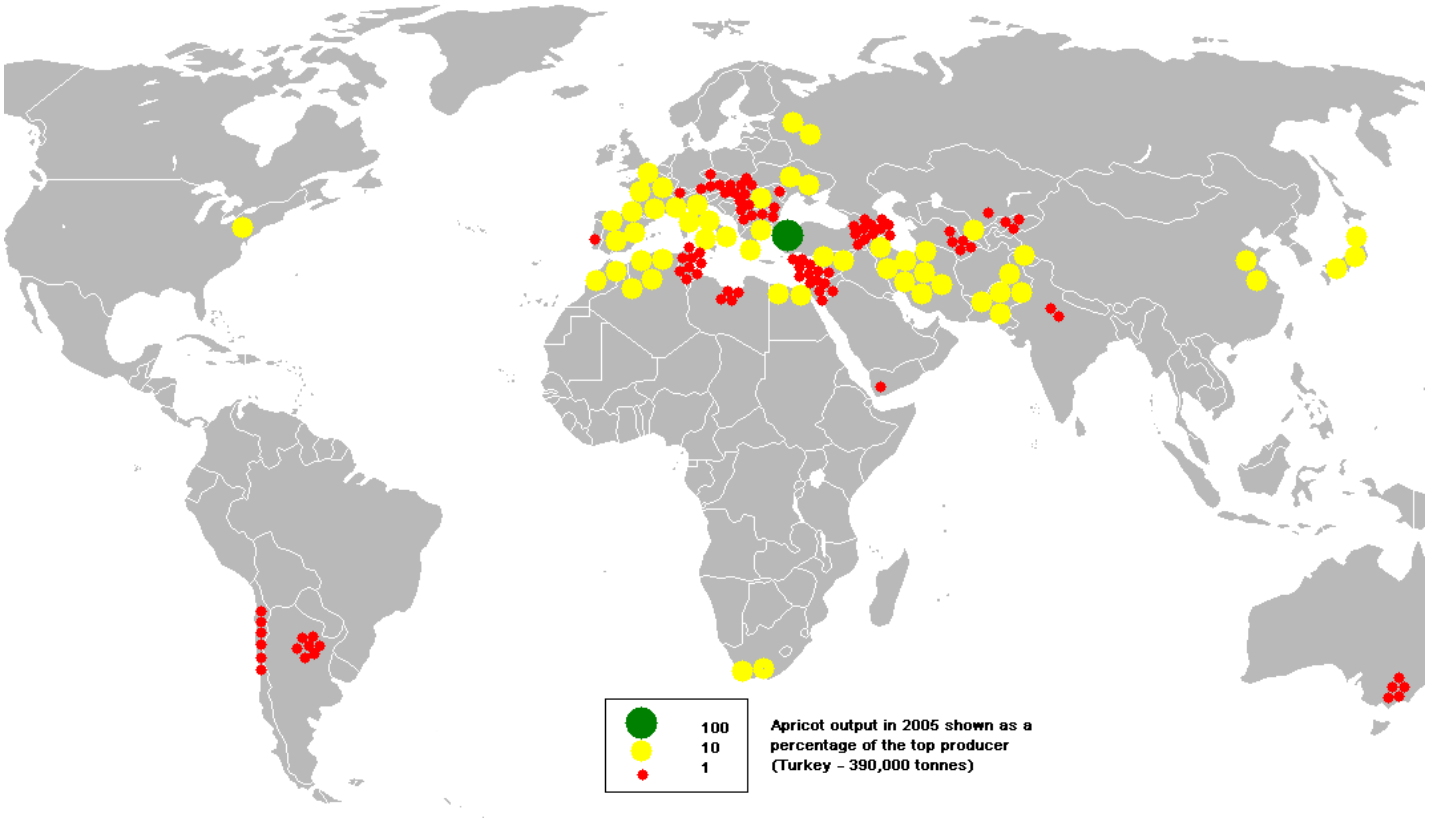 100
10
1
Apricot output in 2005 shown as a
percentage of the top producer
(Turkey – 390,000 tonnes)